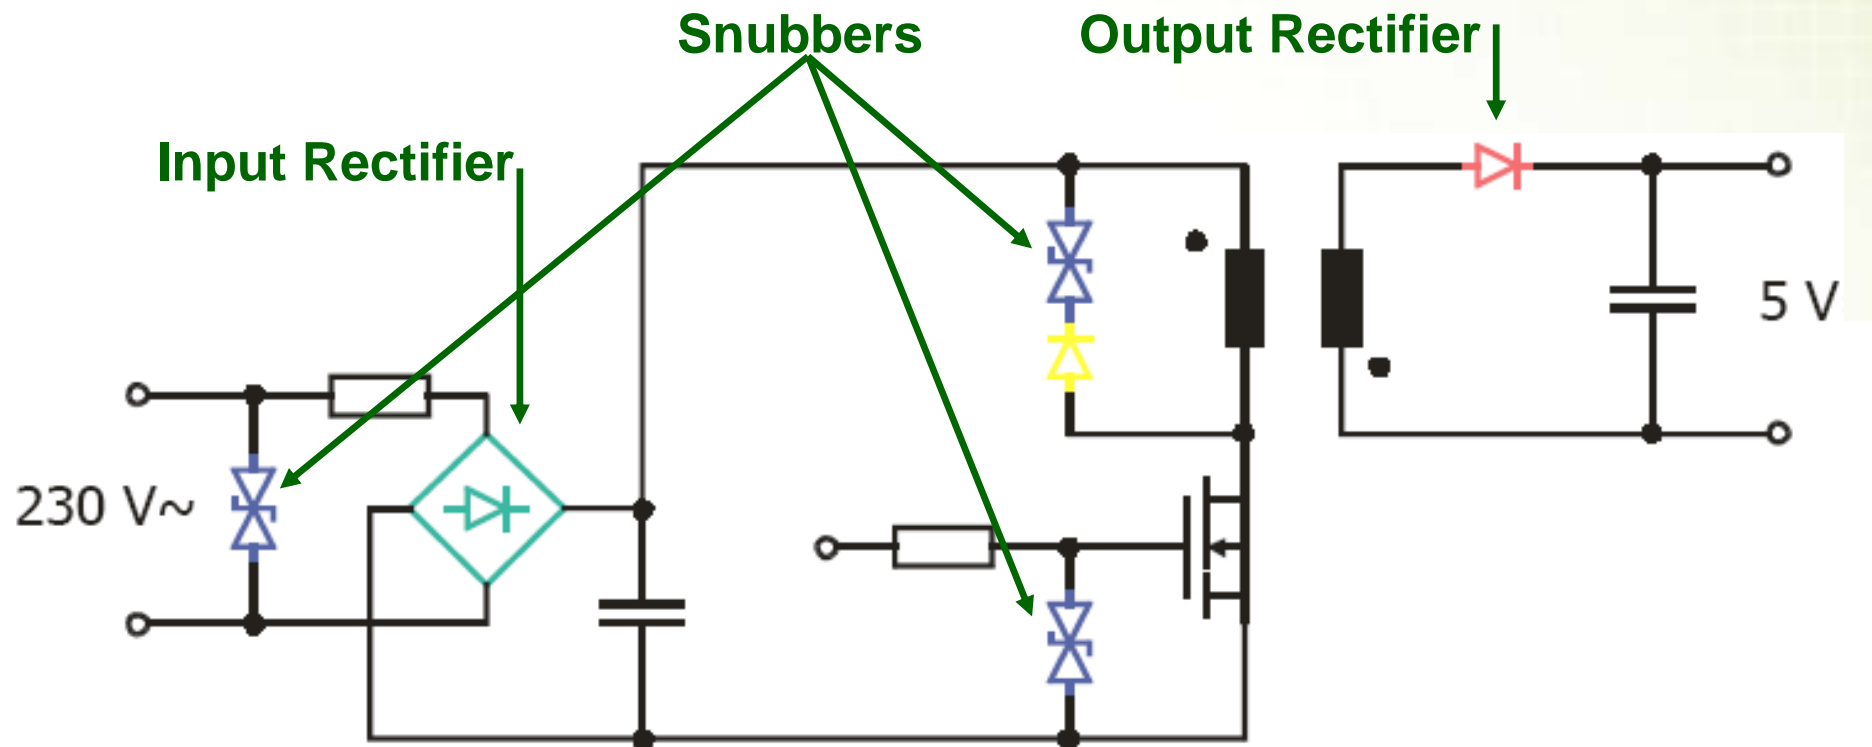 Snubbers
Output Rectifier
Input Rectifier
5 V
230 V~